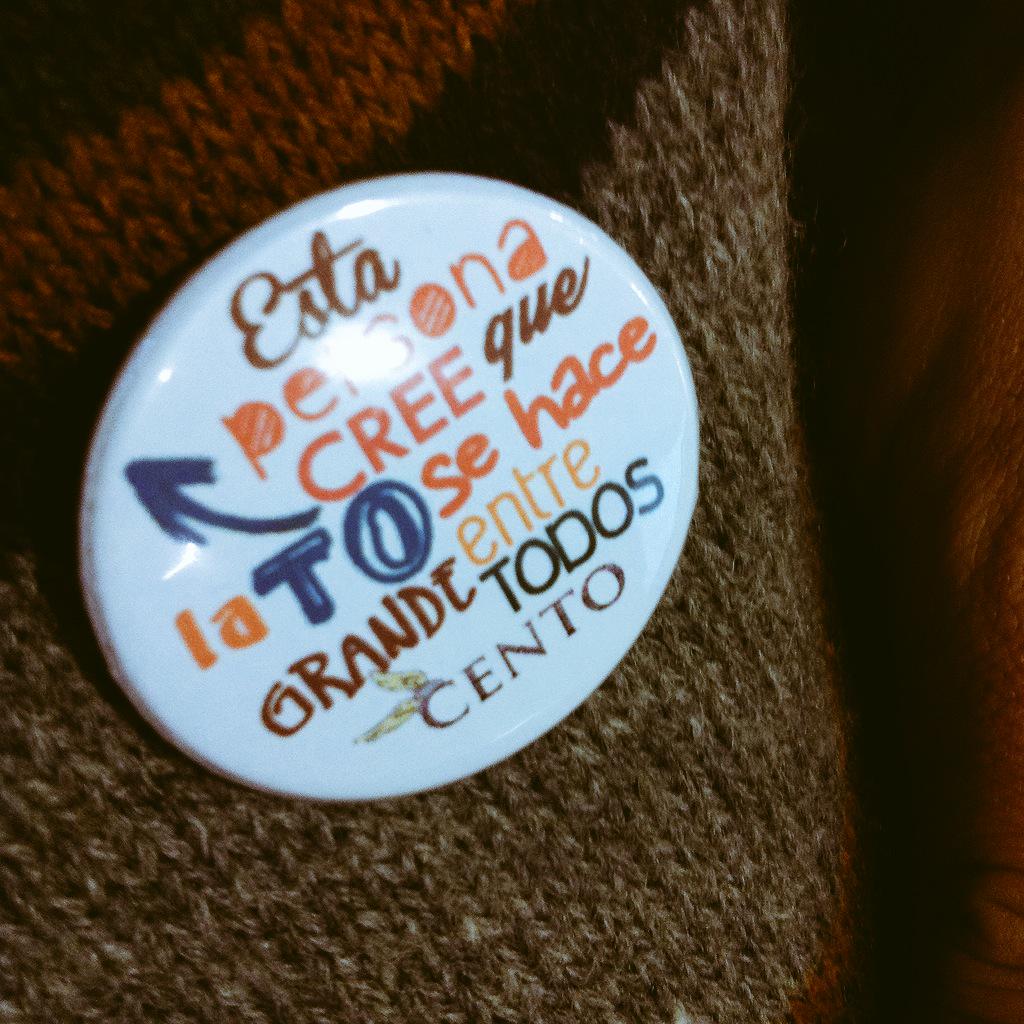 Esta
persona
CREE que
la TO se hace
GRANDE entre
TODOS
CENTO